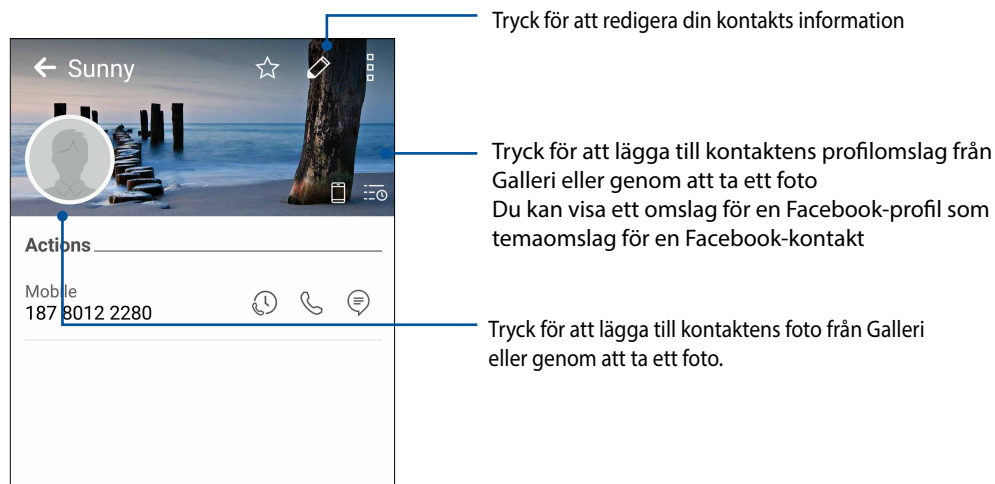 Tryck för att redigera din kontakts information
Sunny
Tryck för att lägga till kontaktens profilomslag från
Galleri eller genom att ta ett foto
Du kan visa ett omslag för en Facebook-profil som
temaomslag för en Facebook-kontakt
Actions
Mobile
187 8012 2280
Tryck för att lägga till kontaktens foto från Galleri
eller genom att ta ett foto.